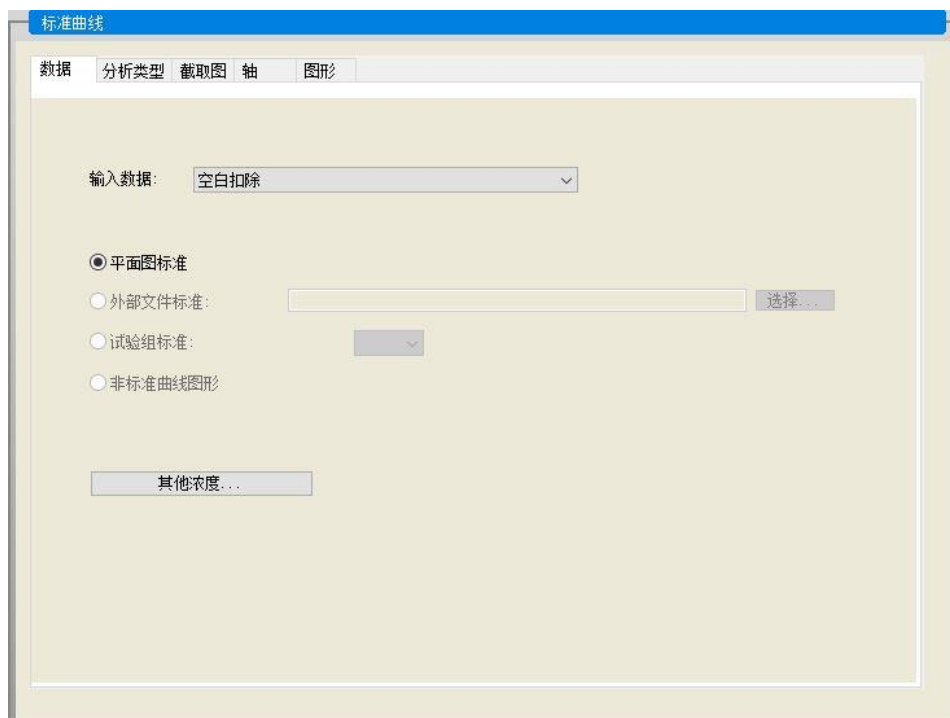 标准曲线
数据 分析类型 截取图 轴 图形
输入数据: 空白扣除
平面图标准
外部文件标准: 选择...
试验组标准:
非标准曲线图形
其他浓度...